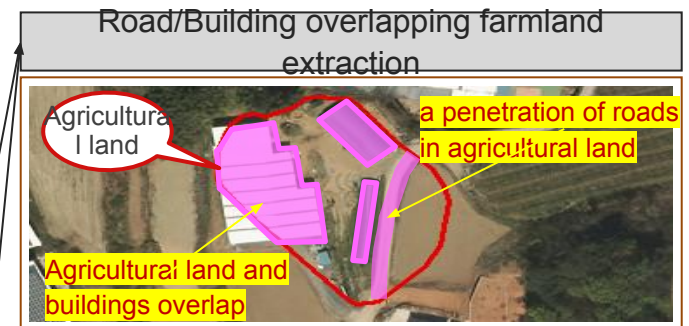 Road/Building overlapping farmland
extraction
Agricultura
l land
a penetration of roads
in agricultural land
Agricultural land and
buildings overlap